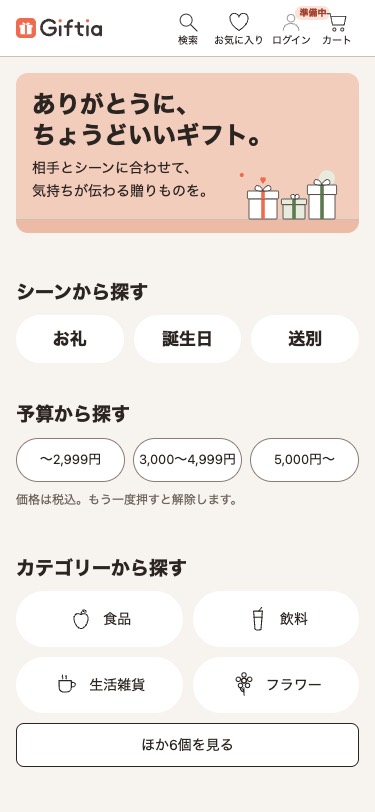 Giftia
準備中
検索
お気に入り
ログイン
カート
ありがとうに、
ちょうどいいギフト。
相手とシーンに合わせて、
気持ちが伝わる贈りものを。
シーンから探す
お礼
誕生日
送別
予算から探す
〜2,999円
3,000〜4,999円
5,000円〜
価格は税込。もう一度押すと解除します。
カテゴリーから探す
食品
飲料
生活雑貨
フラワー
ほか6個を見る